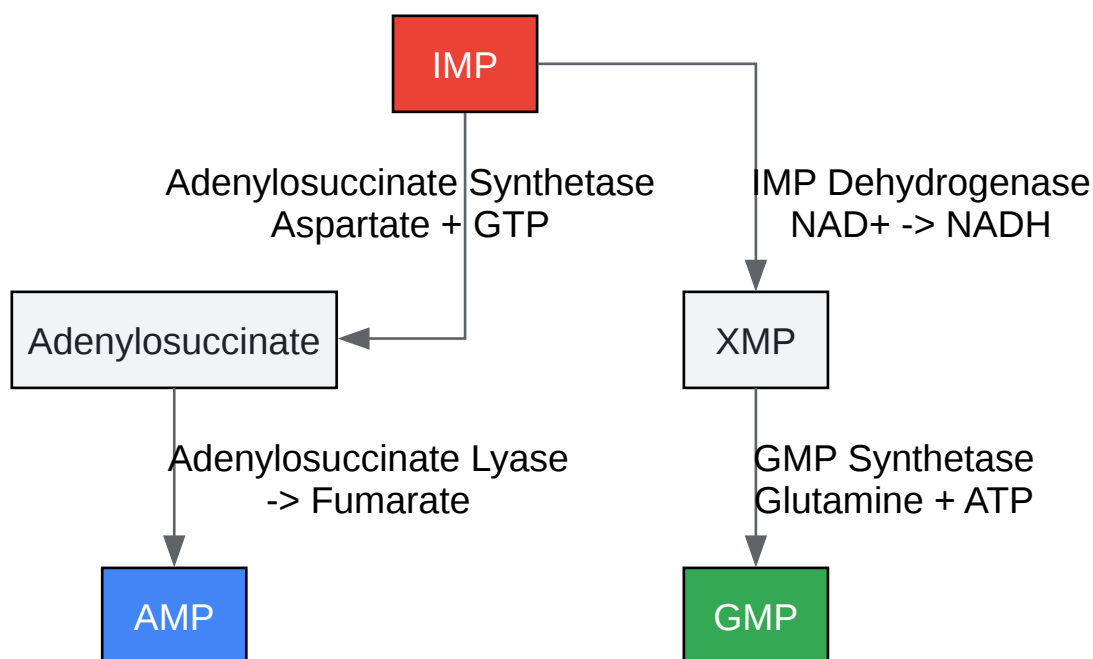 IMP
Adenylosuccinate Synthetase
Aspartate + GTP
IMP Dehydrogenase
NAD+ -> NADH
Adenylosuccinate
XMP
Adenylosuccinate Lyase
-> Fumarate
GMP Synthetase
Glutamine + ATP
AMP
GMP